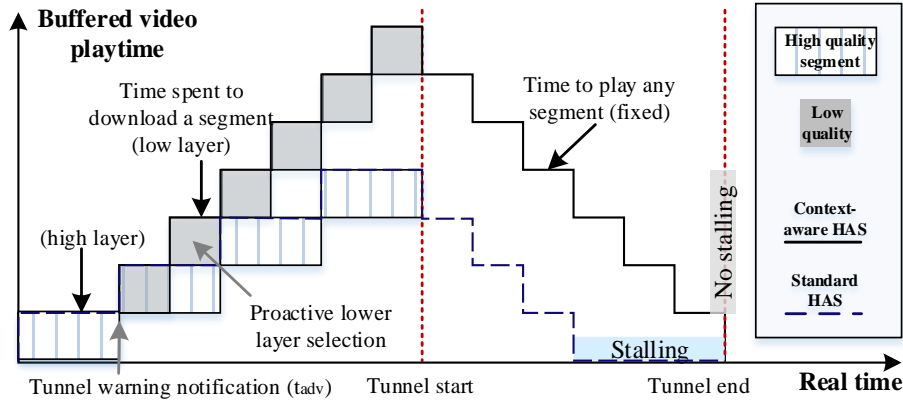 Buffered video
playtime
Time spent to
download a segment
(low layer)
(high layer)
Time to play any
segment (fixed)
Proactive lower
layer selection
No stalling
Stalling
Tunnel warning notification (tadv)
Tunnel start
Tunnel end
Real time
High quality
segment
Low
quality
Context-
aware HAS
Standard
HAS